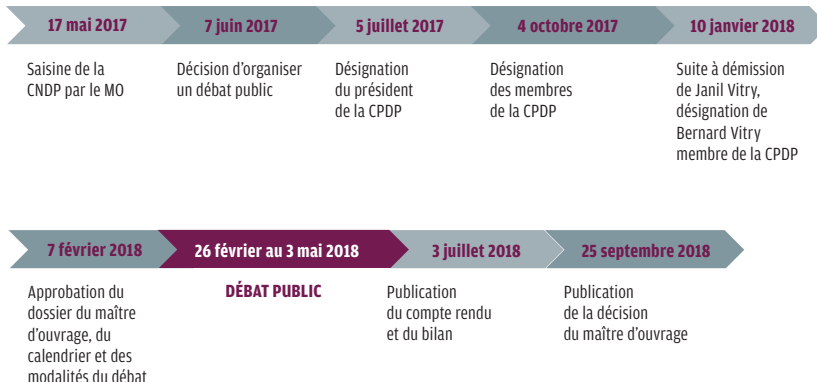 17 mai 2017
7 juin 2017
5 juillet 2017
4 octobre 2017
10 janvier 2018
Saisine de la
CNDP par le MO
Décision d'organiser
un débat public
Désignation
du président
de la CPDP
Désignation
des membres
de la CPDP
Suite à démission
de Janil Vitry,
désignation de
Bernard Vitry
membre de la CPDP
7 février 2018
26 février au 3 mai 2018
3 juillet 2018
25 septembre 2018
Approbation du
dossier du maître
d'ouvrage, du
calendrier et des
modalités du débat
DÉBAT PUBLIC
Publication
du compte rendu
et du bilan
Publication
de la décision
du maître d'ouvrage